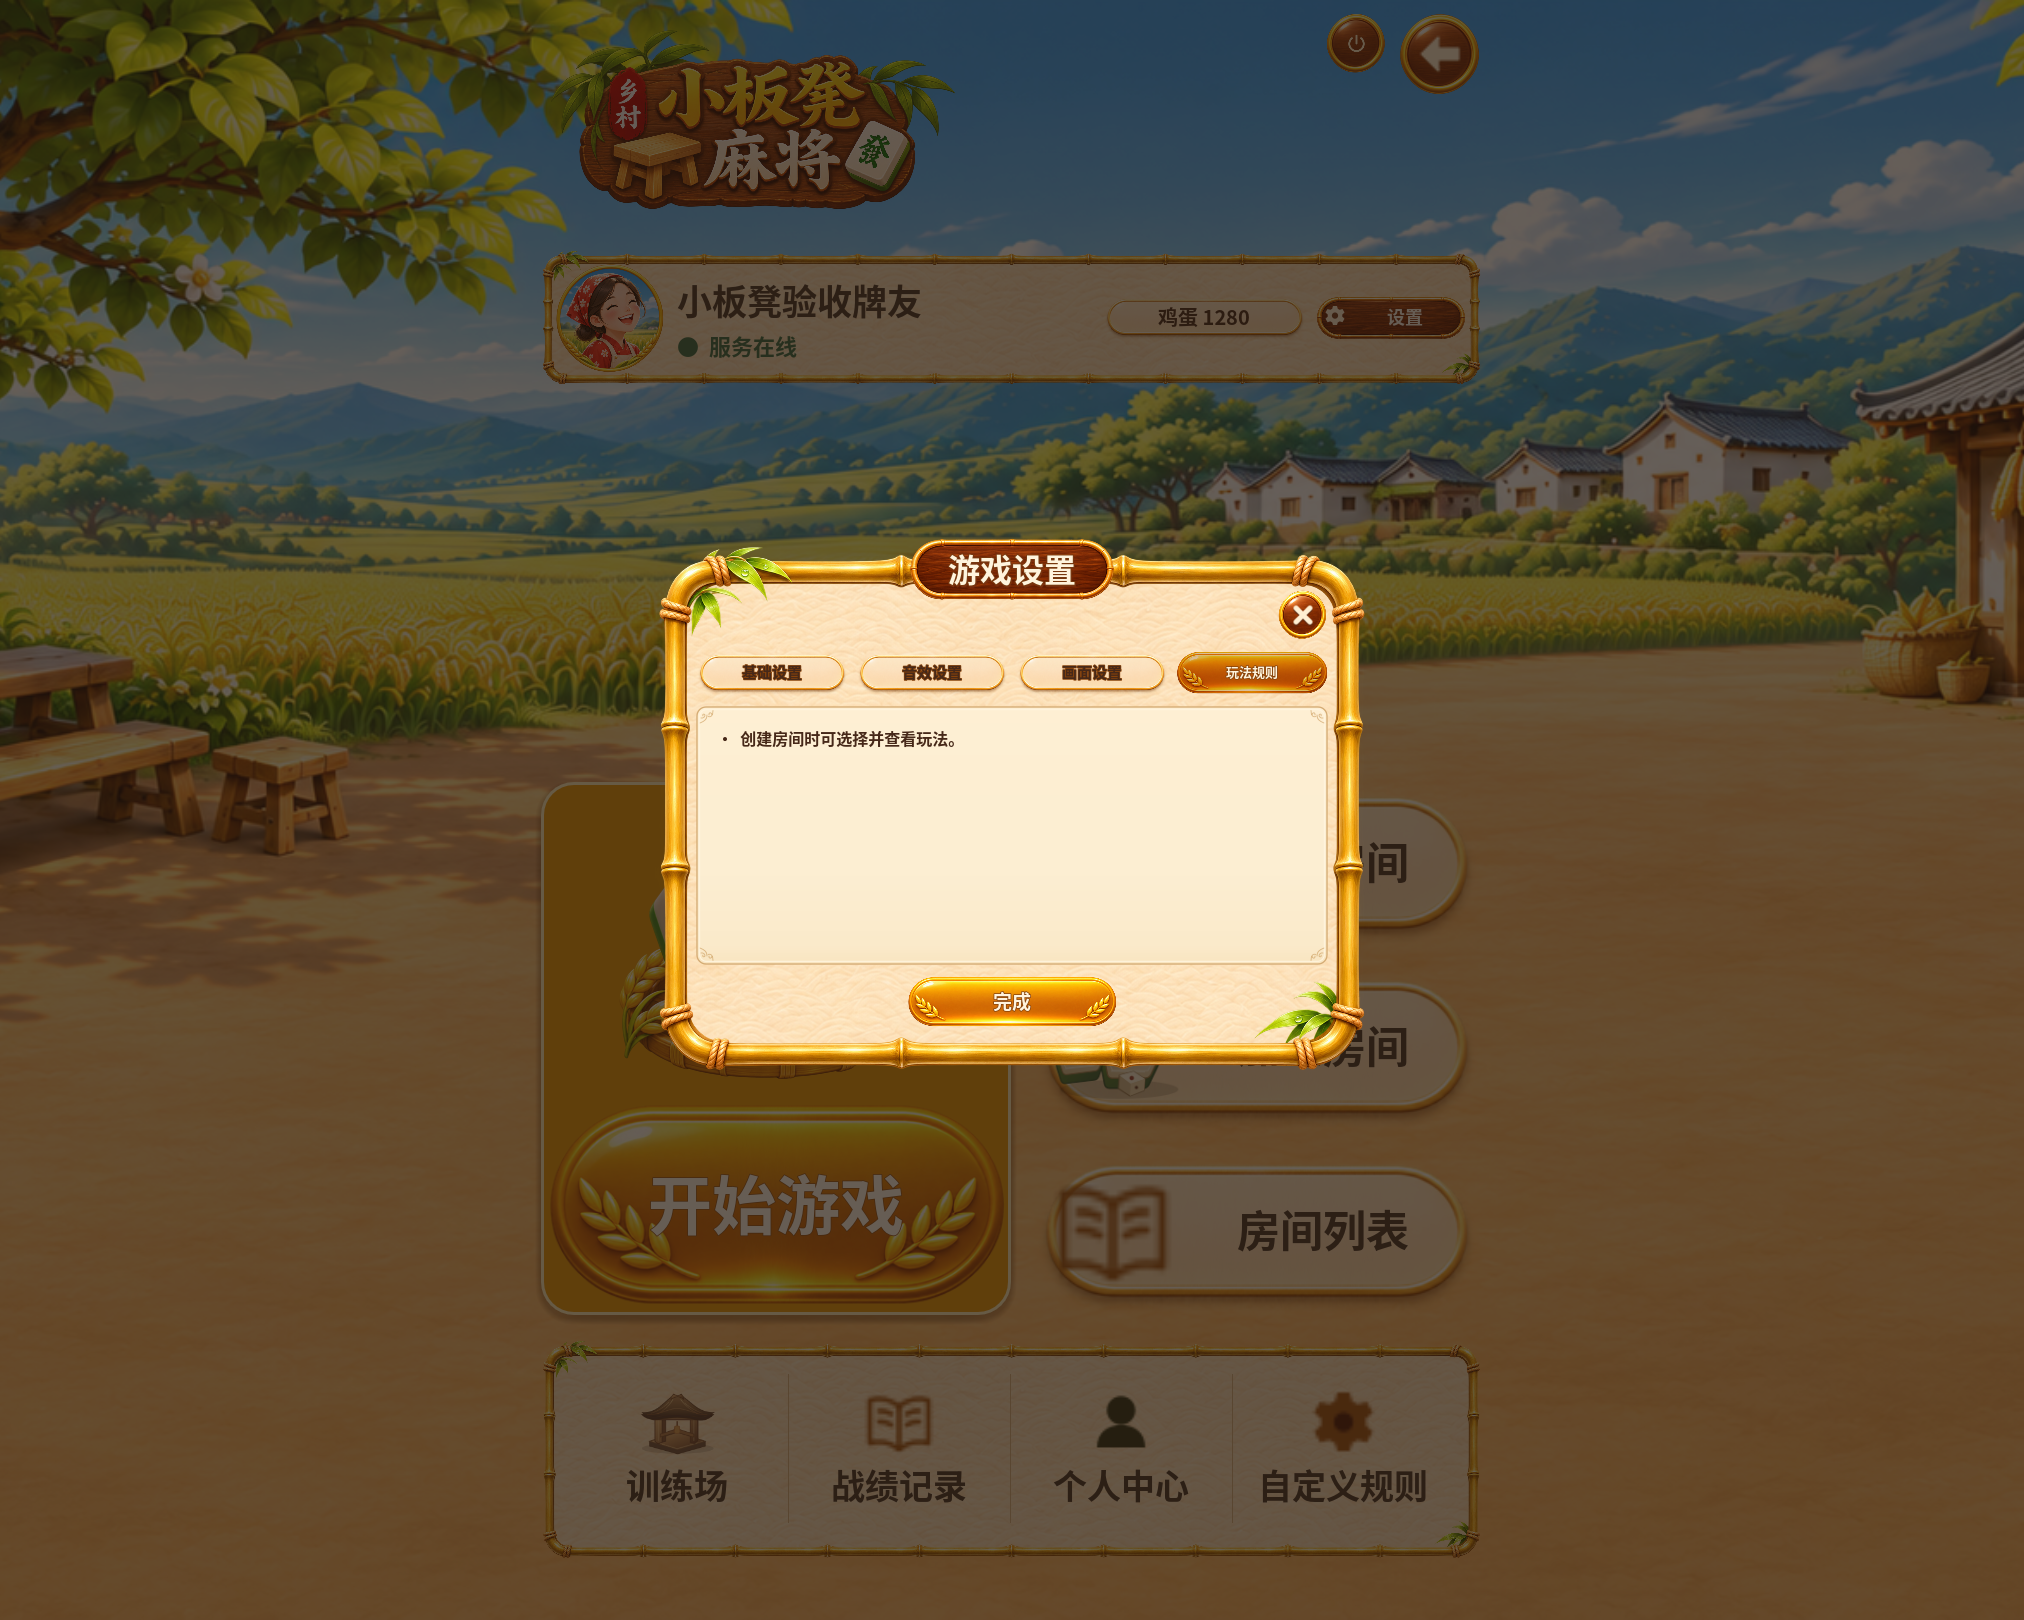 乡村
小板凳
麻将
發
小板凳验收牌友
服务在线
鸡蛋 1280
设置
游戏设置
基础设置
音效设置
画面设置
玩法规则
• 创建房间时可选择并查看玩法。
完成
间
房间
开始游戏
房间列表
训练场
战绩记录
个人中心
自定义规则